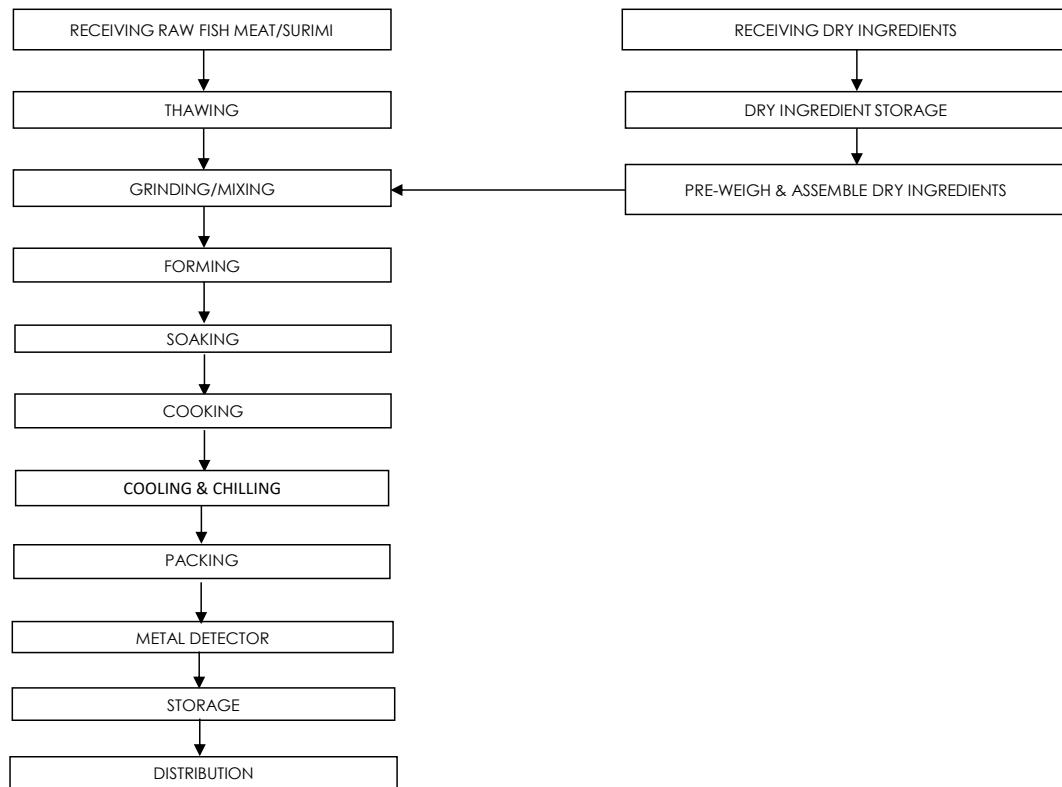 RECEIVING RAW FISH MEAT/SURIMI
RECEIVING DRY INGREDIENTS
THAWING
DRY INGREDIENT STORAGE
GRINDING/MIXING
PRE-WEIGH & ASSEMBLE DRY INGREDIENTS
FORMING
SOAKING
COOKING
COOLING & CHILLING
PACKING
METAL DETECTOR
STORAGE
DISTRIBUTION